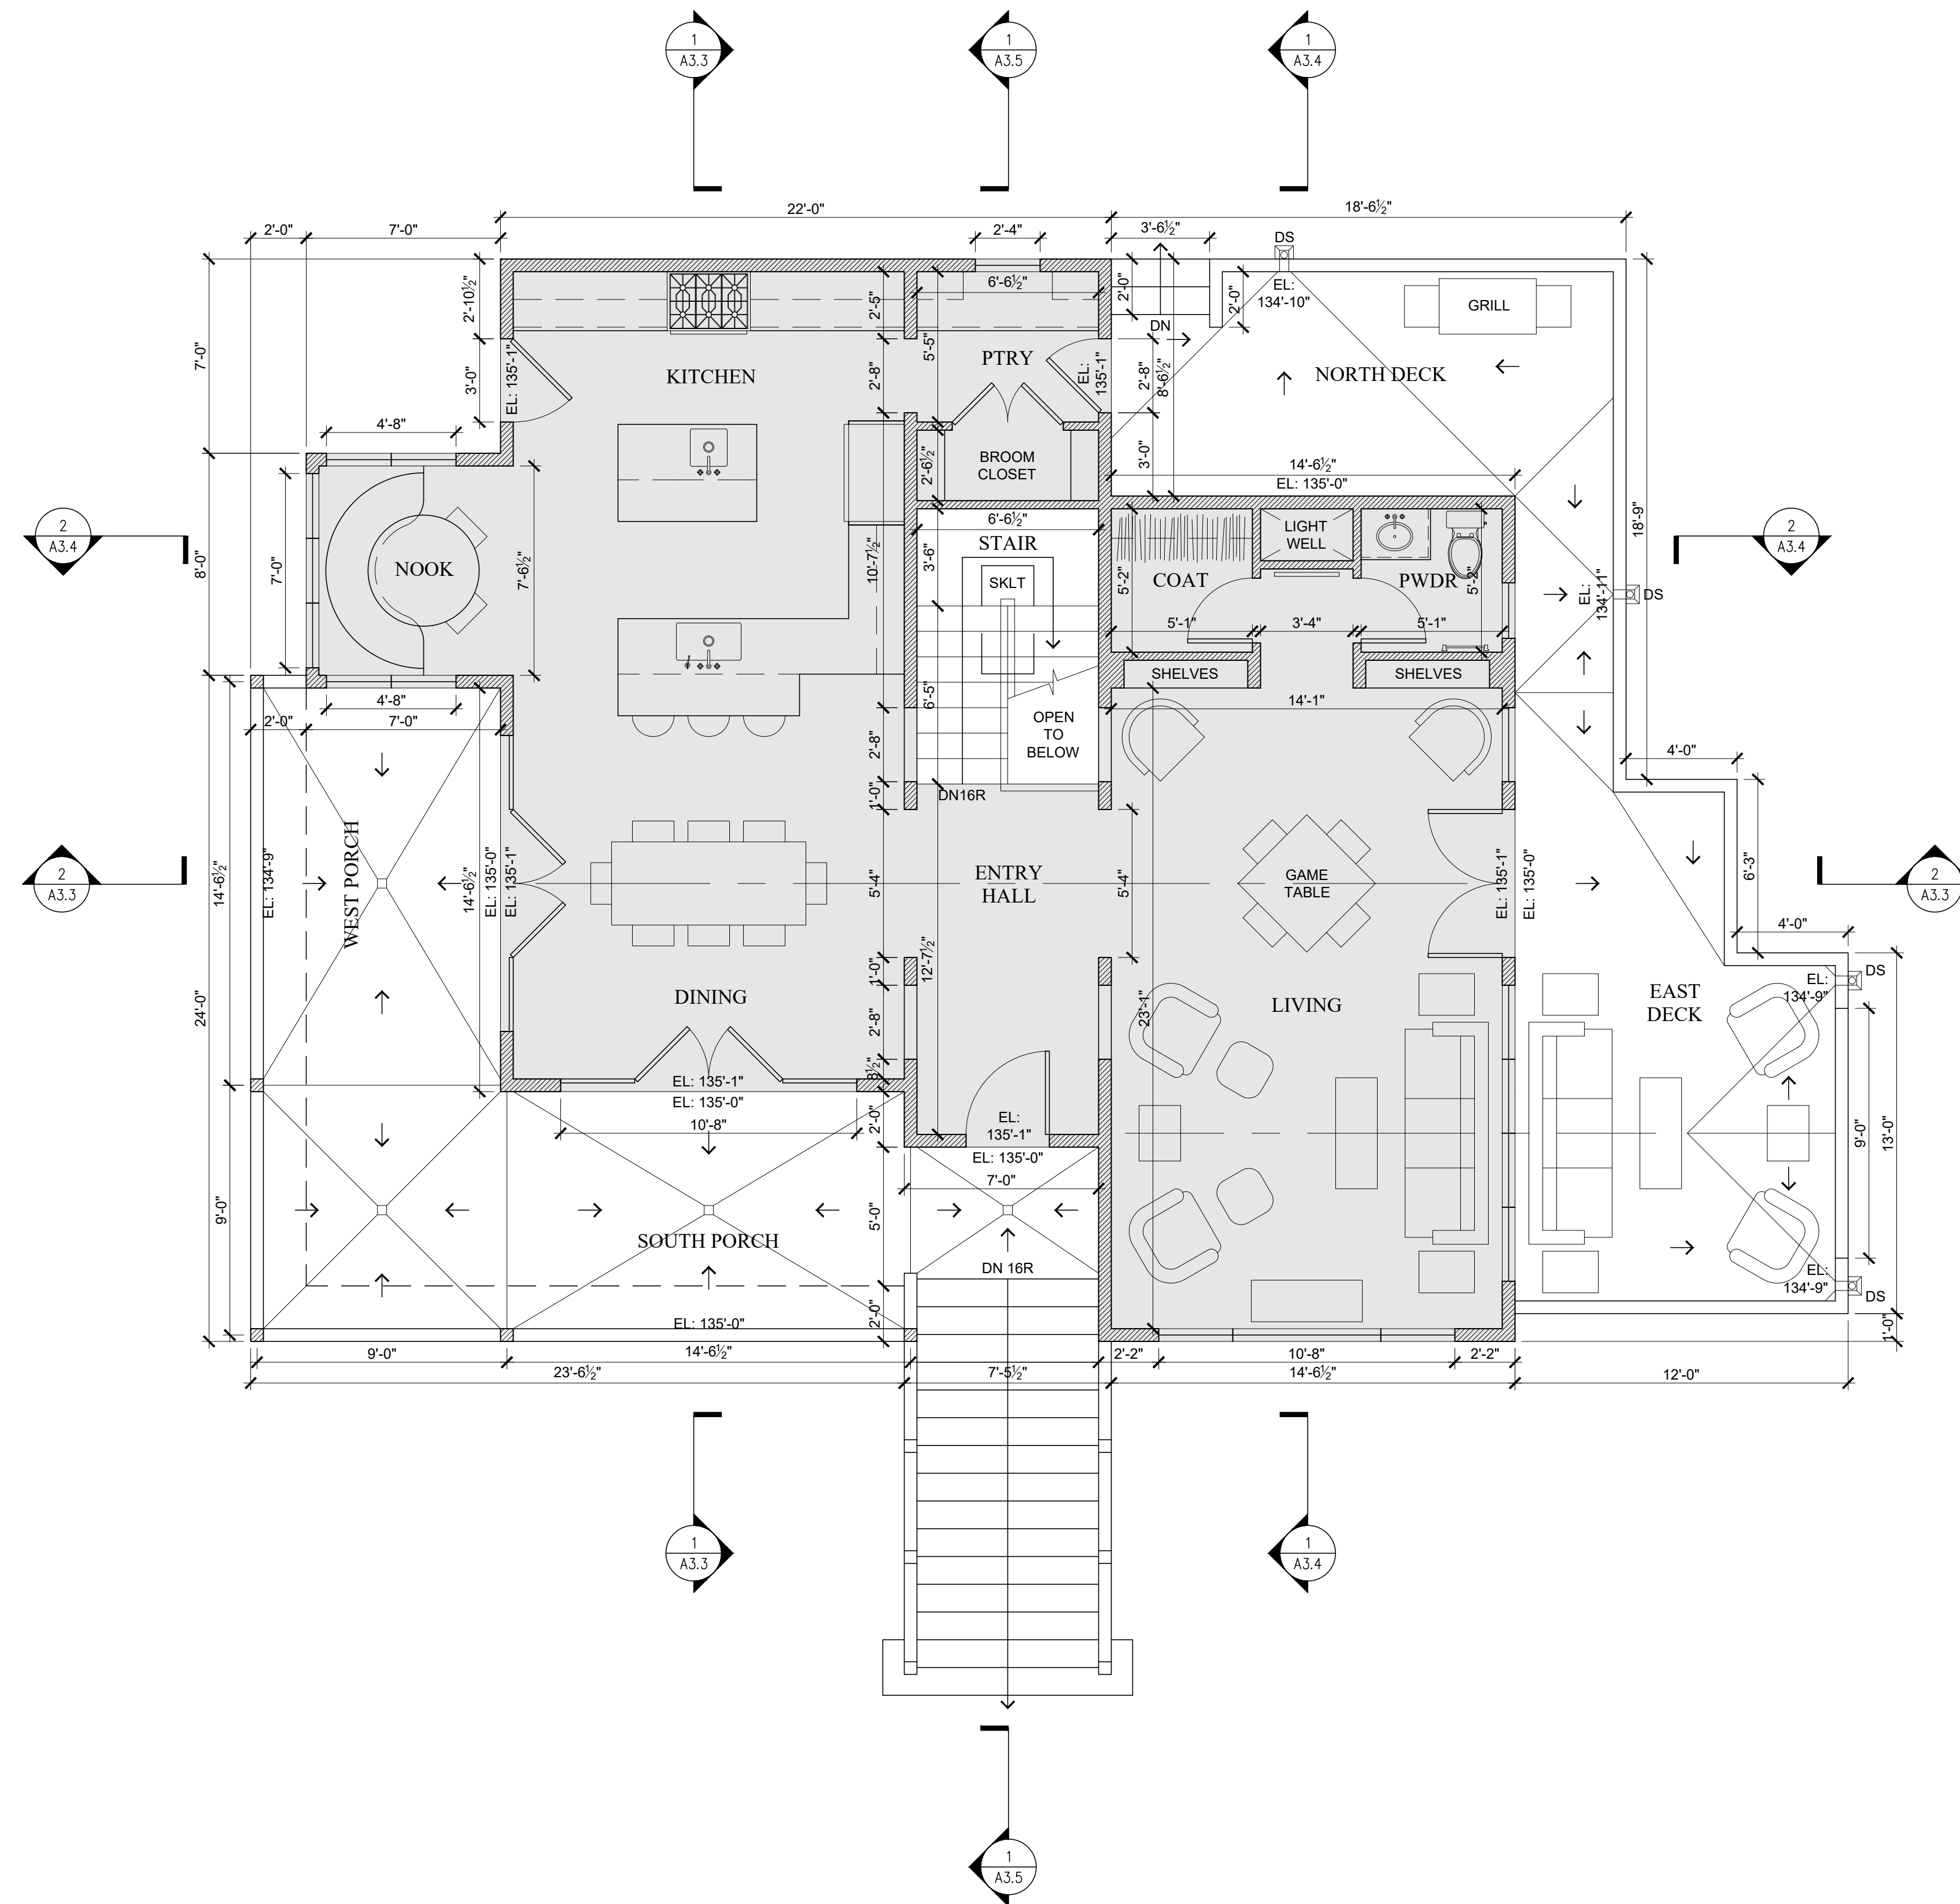 1
A3.3
1
A3.5
1
A3.4
22'-0"
18'-6½"
2'-0"
7'-0"
2'-4"
3'-6½"
DS
2'-10½"
2'-5"
6'-6½"
2'-0"
2'-0"
EL:
134'-10"
GRILL
DN
7'-0"
3'-0"
EL: 135'-1"
KITCHEN
2'-8"
5'-5"
PTRY
EL:
135'-1"
2'-8"
8'-6½"
NORTH DECK
4'-8"
BROOM
CLOSET
2'-6½"
3'-0"
14'-6½"
EL: 135'-0"
2
A3.4
8'-0"
7'-0"
NOOK
7'-6½"
10'-7½"
6'-6½"
STAIR
3'-6"
SKLT
LIGHT
WELL
5'-2"
COAT
PWDR
5'-2"
18'-9"
2
A3.4
EL:
134'-11"
DS
5'-1"
3'-4"
5'-1"
SHELVES
SHELVES
4'-8"
2'-0"
7'-0"
6'-5"
14'-1"
OPEN
TO
BELOW
2'-8"
4'-0"
1'-0"
DN16R
6'-3"
2
A3.3
14'-6½"
EL: 134'-9"
WEST PORCH
14'-6½"
EL: 135'-0"
EL: 135'-1"
5'-4"
ENTRY
HALL
5'-4"
GAME
TABLE
EL: 135'-1"
EL: 135'-0"
2
A3.3
4'-0"
24'-0"
DINING
1'-0"
12'-7½"
23'-1"
LIVING
EAST
DECK
EL:
134'-9"
DS
2'-8"
8½"
EL: 135'-1"
EL: 135'-0"
10'-8"
2'-0"
EL:
135'-1"
EL: 135'-0"
7'-0"
9'-0"
13'-0"
9'-0"
5'-0"
SOUTH PORCH
DN 16R
EL:
134'-9"
DS
EL: 135'-0"
2'-0"
1'-0"
9'-0"
14'-6½"
2'-2"
10'-8"
2'-2"
23'-6½"
7'-5½"
14'-6½"
12'-0"
1
A3.3
1
A3.4
1
A3.5